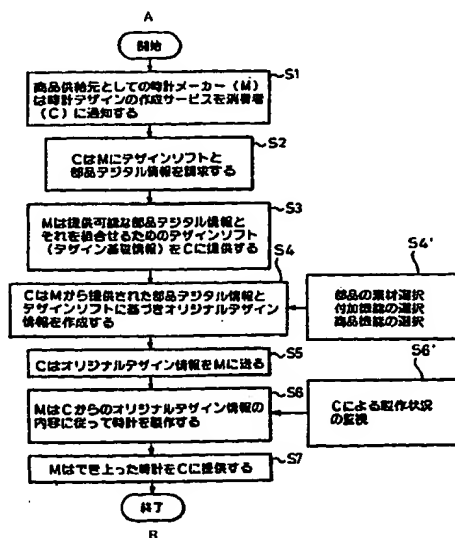 A
開始
S1
商品供給元としての時計メーカー(M)
は時計デザインの作成サービスを消費者
(C)に通知する
S2
CはMにデザインソフトと
部品デジタル情報を請求する
S3
Mは提供可能な部品デジタル情報と
それを組合せるためのデザインソフト
(デザイン基礎情報)をCに提供する
S4
CはMから提供された部品デジタル情報と
デザインソフトに基づきオリジナルデザイン
情報を作成する
S4'
部品の素材選択
付加機能の選択
商品機能の選択
S5
Cはオリジナルデザイン情報をMに送る
S6
MはCからのオリジナルデザイン情報の
内容に従って時計を製作する
S6'
Cによる製作状況
の監視
S7
Mはでき上った時計をCに提供する
終了
B